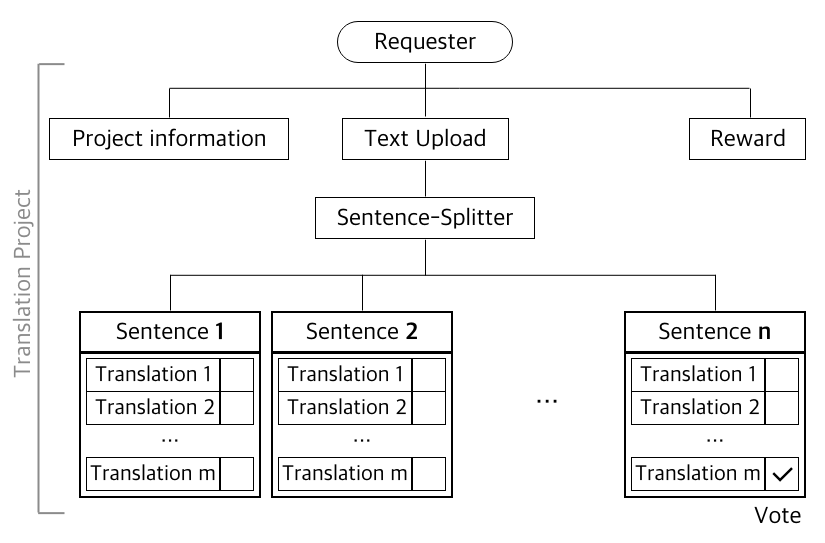 Requester
Project information
Text Upload
Reward
Sentence-Splitter
Translation Project
Sentence 1
Translation 1
Translation 2
...
Translation m
Sentence 2
Translation 1
Translation 2
...
Translation m
...
Sentence n
Translation 1
Translation 2
...
Translation m ✓
Vote